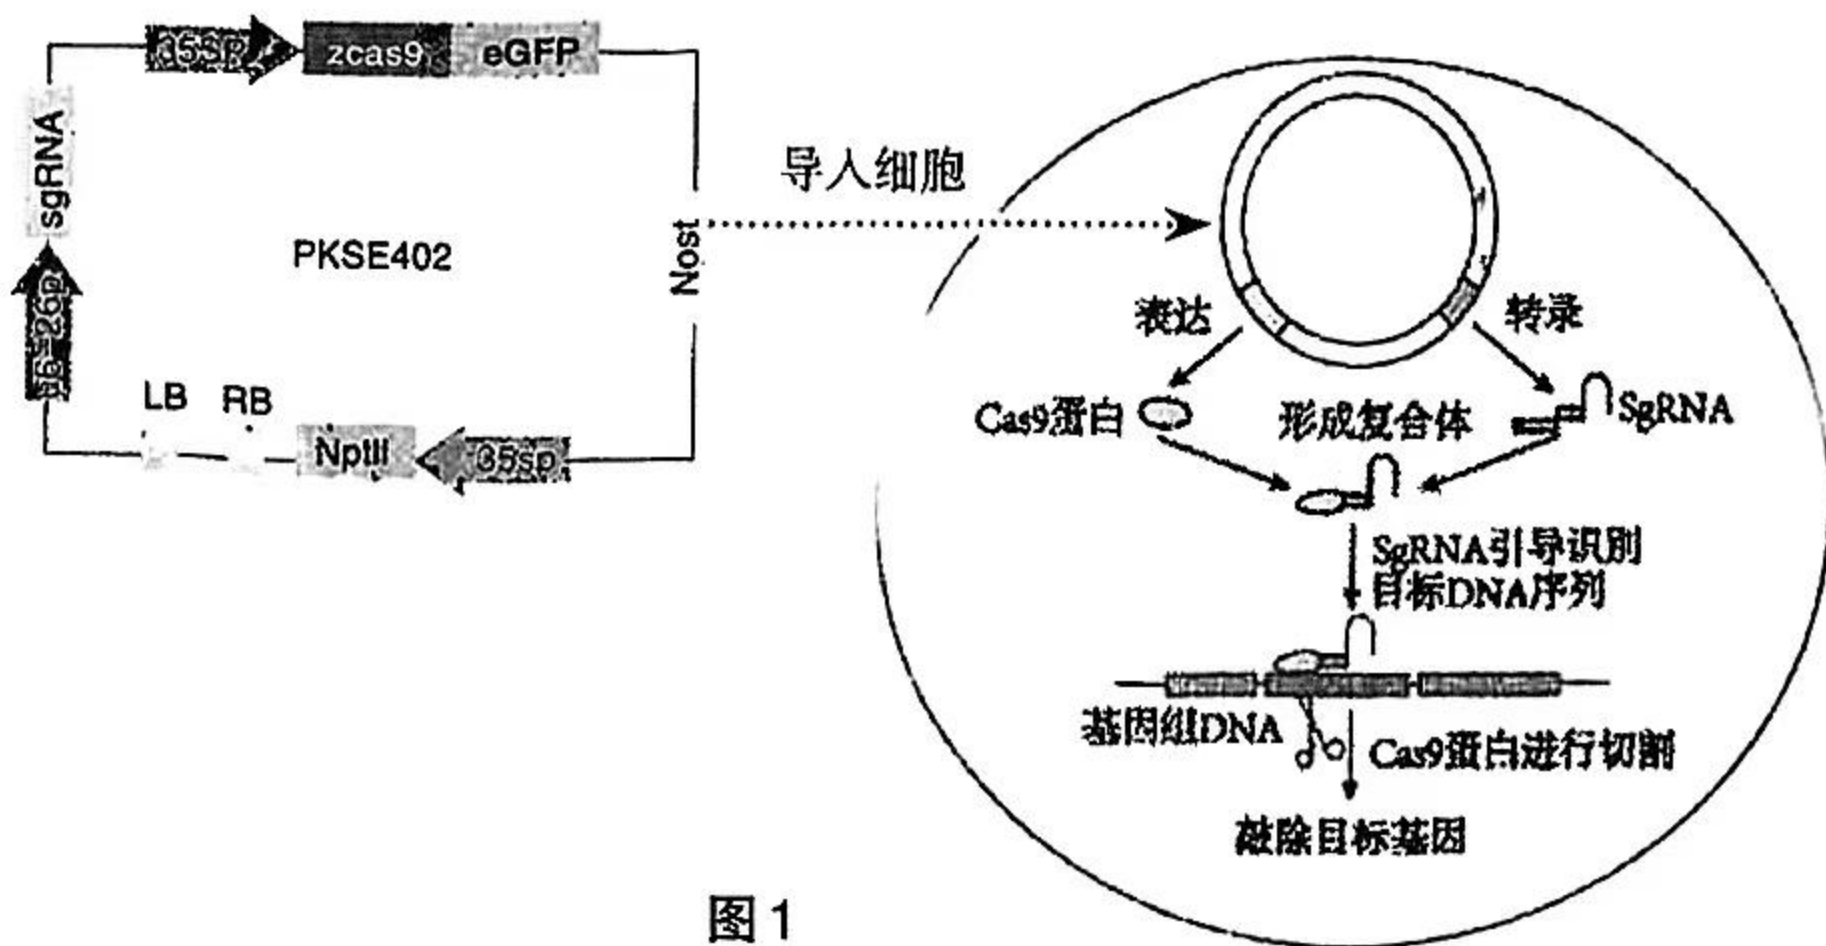 35SP
zcas9
eGFP
sgRNA
PKSE402
Nost
导入细胞
LB
RB
NptII
35sp
表达
转录
Cas9蛋白
形成复合体
SgRNA
SgRNA引导识别
目标DNA序列
基因组DNA
Cas9蛋白进行切割
敲除目标基因
图1